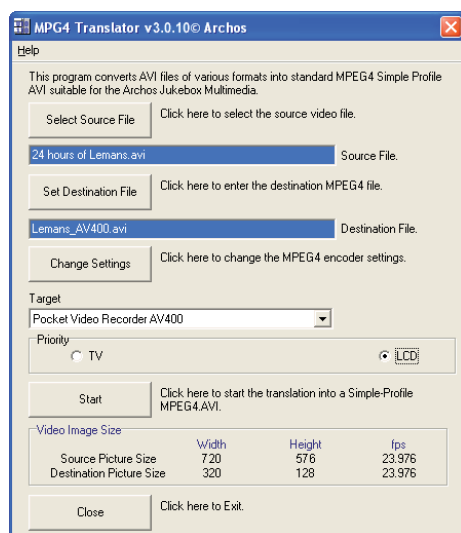 MPG4 Translator v3.0.10© Archos
Help
This program converts AVI files of various formats into standard MPEG4 Simple Profile
AVI suitable for the Archos Jukebox Multimedia.
Select Source File Click here to select the source video file.
24 hours of Lemans.avi Source File.
Set Destination File Click here to enter the destination MPEG4 file.
Lemans_AV400.avi Destination File.
Change Settings Click here to change the MPEG4 encoder settings.
Target
Pocket Video Recorder AV400
Priority
TV LCD
Start Click here to start the translation into a Simple-Profile
MPEG4.AVI.
Video Image Size
Width Height fps
Source Picture Size 720 576 23.976
Destination Picture Size 320 128 23.976
Close Click here to Exit.